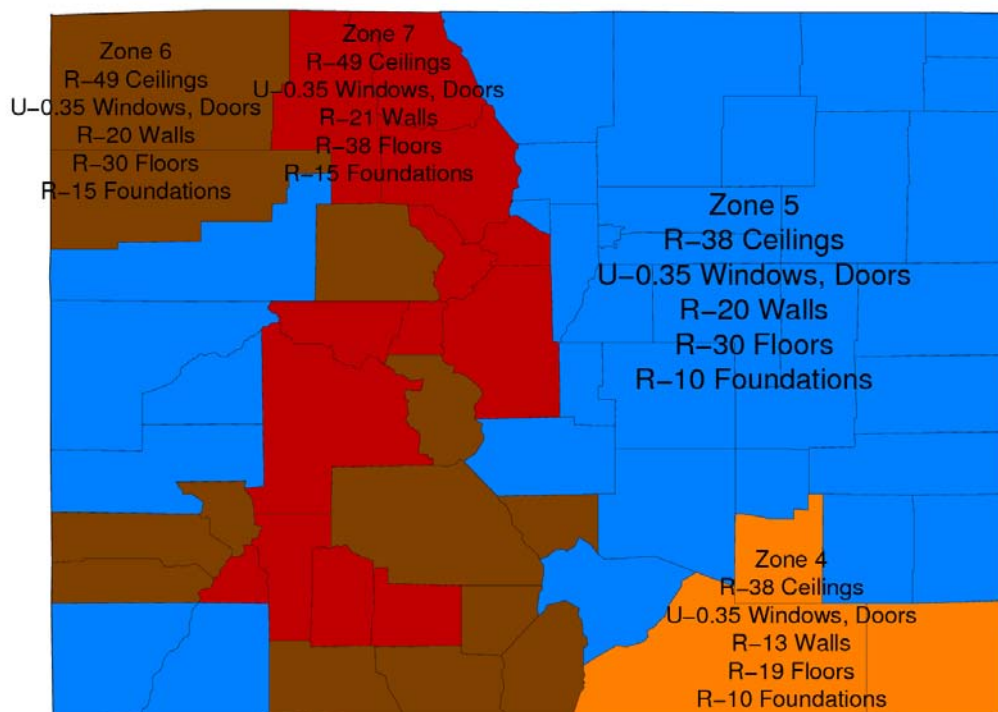 Zone 6
R-49 Ceilings
U-0.35 Windows, Doors
R-20 Walls
R-30 Floors
R-15 Foundations
Zone 7
R-49 Ceilings
U-0.35 Windows, Doors
R-21 Walls
R-38 Floors
R-15 Foundations
Zone 5
R-38 Ceilings
U-0.35 Windows, Doors
R-20 Walls
R-30 Floors
R-10 Foundations
Zone 4
R-38 Ceilings
U-0.35 Windows, Doors
R-13 Walls
R-19 Floors
R-10 Foundations